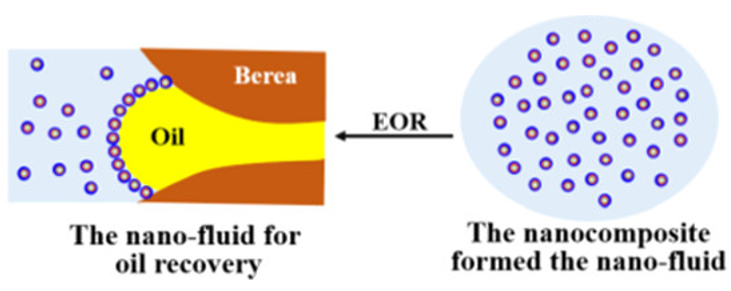 Berea
Oil
EOR
The nano-fluid for
oil recovery
The nanocomposite
formed the nano-fluid